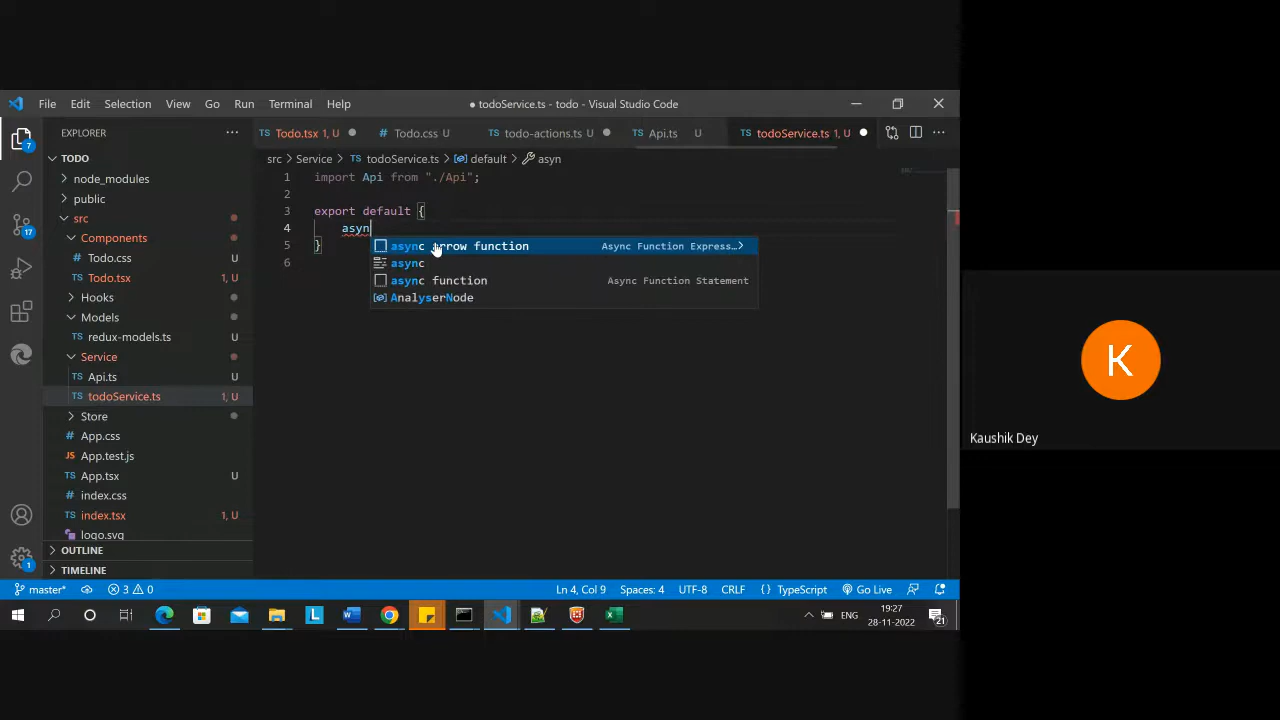 File Edit Selection View Go Run Terminal Help
● todoService.ts - todo - Visual Studio Code
EXPLORER
Todo.tsx 1, U
Todo.css U
todo-actions.ts U
Api.ts U
todoService.ts 1, U
TODO
src > Service > TS todoService.ts > default > asyn
node_modules
public
src
Components
Todo.css U
Todo.tsx 1, U
Hooks
Models
TS redux-models.ts U
Service
TS Api.ts U
TS todoService.ts 1, U
Store
App.css
App.test.js
TS App.tsx U
index.css
TS index.tsx 1, U
logo.svg
OUTLINE
TIMELINE
7
17
1
1 import Api from "./Api";
2
3 export default {
4 asyn
5 }
6
async arrow function Async Function Express…
async
async function Async Function Statement
AnalyserNode
master* 3 0 Ln 4, Col 9 Spaces: 4 UTF-8 CRLF { } TypeScript Go Live
L
ENG
19:27
28-11-2022
21
K
Kaushik Dey